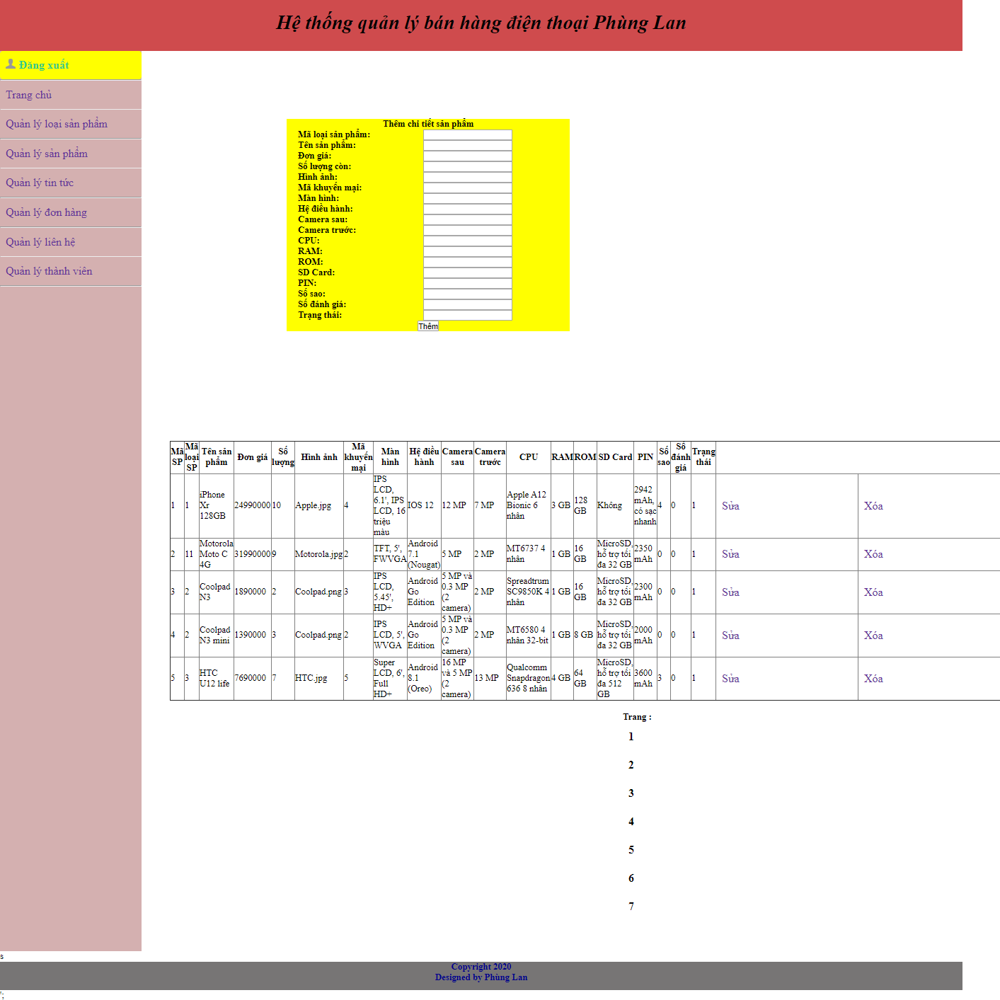 Hệ thống quản lý bán hàng điện thoại Phùng Lan
Đăng xuất
Trang chủ
Quản lý loại sản phẩm
Quản lý sản phẩm
Quản lý tin tức
Quản lý đơn hàng
Quản lý liên hệ
Quản lý thành viên
Thêm chi tiết sản phẩm
Mã loại sản phẩm:
Tên sản phẩm:
Đơn giá:
Số lượng còn:
Hình ảnh:
Mã khuyến mại:
Màn hình:
Hệ điều hành:
Camera sau:
Camera trước:
CPU:
RAM:
ROM:
SD Card:
PIN:
Số sao:
Số đánh giá:
Trạng thái:
Thêm
Mã SP Mã loại SP Tên sản phẩm Đơn giá Số lượng Hình ảnh Mã khuyến mại Màn hình Hệ điều hành Camera sau Camera trước CPU RAM ROM SD Card PIN Số sao Số đánh giá Trạng thái
1 1 iPhone Xr 128GB 24990000 10 Apple.jpg 4 IPS LCD, 6.1', IPS LCD, 16 triệu màu IOS 12 12 MP 7 MP Apple A12 Bionic 6 nhân 3 GB 128 GB Không 2942 mAh, có sạc nhanh 4 0 1 Sửa Xóa
2 11 Motorola Moto C 4G 31990000 9 Motorola.jpg 2 TFT, 5', FWVGA Android 7.1 (Nougat) 5 MP 2 MP MT6737 4 nhân 1 GB 16 GB MicroSD, hỗ trợ tối đa 32 GB 2350 mAh 0 0 1 Sửa Xóa
3 2 Coolpad N3 1890000 2 Coolpad.png 3 IPS LCD, 5.45', HD+ Android Go Edition 5 MP và 0.3 MP (2 camera) 2 MP Spreadtrum SC9850K 4 nhân 1 GB 16 GB MicroSD, hỗ trợ tối đa 32 GB 2300 mAh 0 0 1 Sửa Xóa
4 2 Coolpad N3 mini 1390000 3 Coolpad.png 2 IPS LCD, 5', WVGA Android Go Edition 5 MP và 0.3 MP (2 camera) 2 MP MT6580 4 nhân 32-bit 1 GB 8 GB MicroSD, hỗ trợ tối đa 32 GB 2000 mAh 0 0 1 Sửa Xóa
5 3 HTC U12 life 7690000 7 HTC.jpg 5 Super LCD, 6', Full HD+ Android 8.1 (Oreo) 16 MP và 5 MP (2 camera) 13 MP Qualcomm Snapdragon 636 8 nhân 4 GB 64 GB MicroSD, hỗ trợ tối đa 512 GB 3600 mAh 3 0 1 Sửa Xóa
Trang :
1
2
3
4
5
6
7
s
Copyright 2020
Designed by Phùng Lan
';